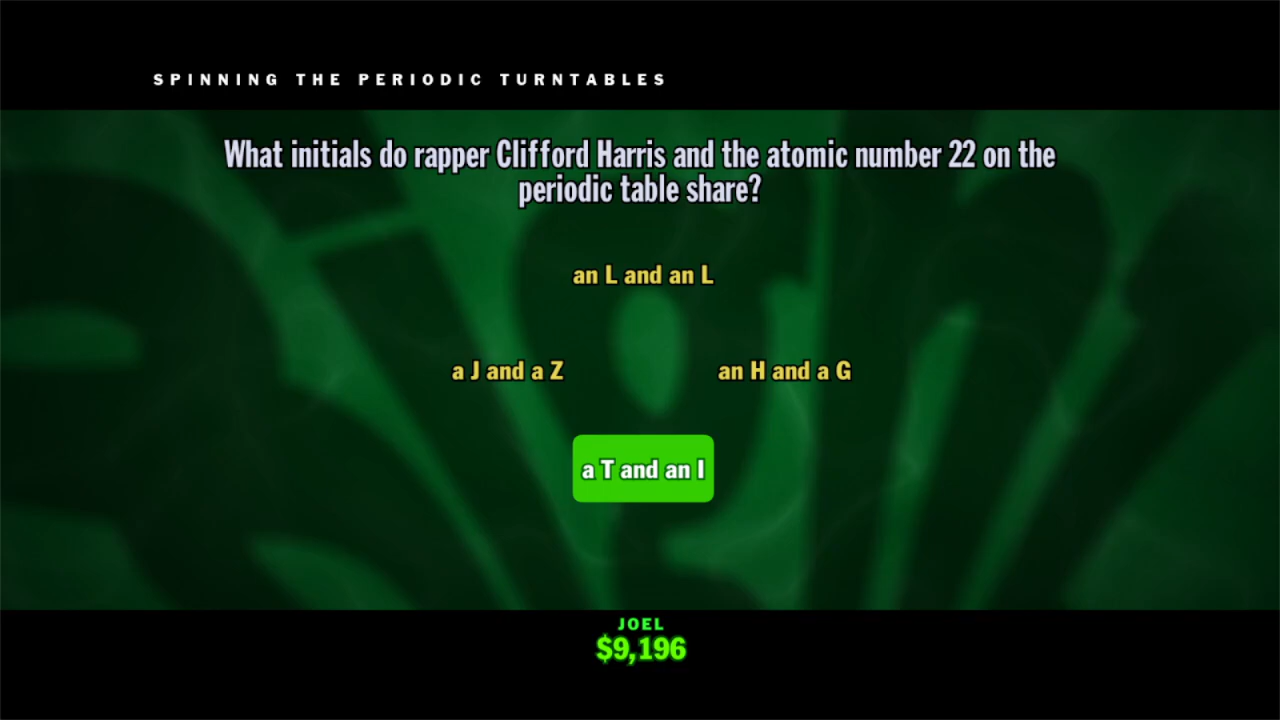 SPINNING THE PERIODIC TURNTABLES
What initials do rapper Clifford Harris and the atomic number 22 on the
periodic table share?
an L and an L
a J and a Z
an H and a G
a T and an I
JOEL
$9,196